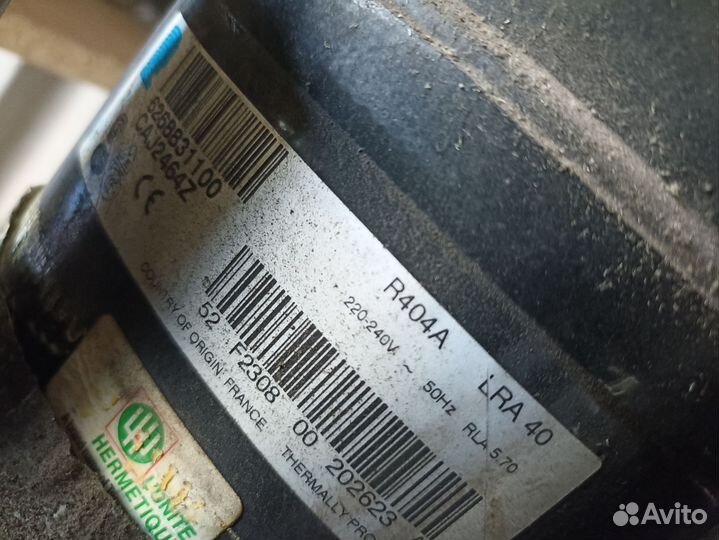 6268831100
CAJ2464Z
CE
R404A LRA 40
220-240V ~ 50Hz RLA 5.70
52 F2308 00 202623
COUNTRY OF ORIGIN: FRANCE THERMALLY PRO
L'UNITE
HERMETIQUE
Avito